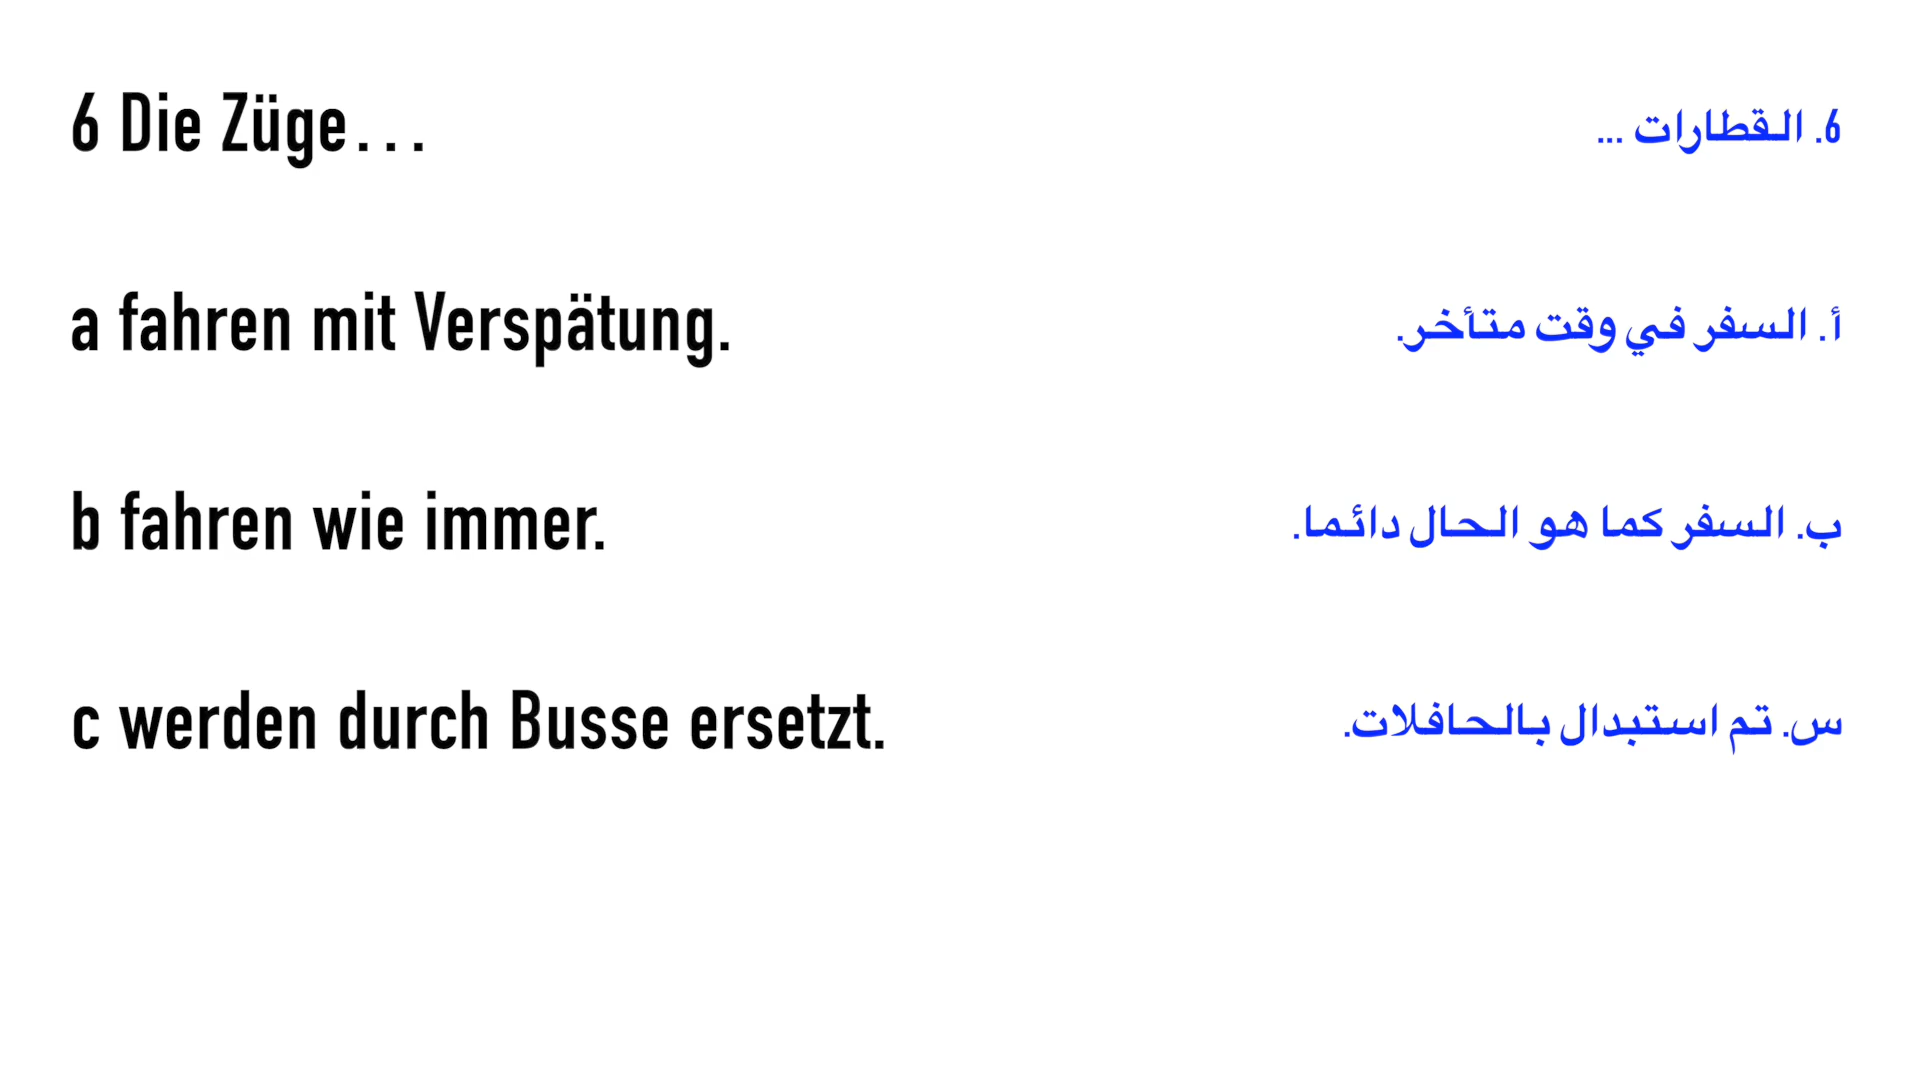 6 Die Züge...
6. القطارات ...
a fahren mit Verspätung.
أ. السفر في وقت متأخر.
b fahren wie immer.
ب. السفر كما هو الحال دائما.
c werden durch Busse ersetzt.
س. تم استبدال بالحافلات.